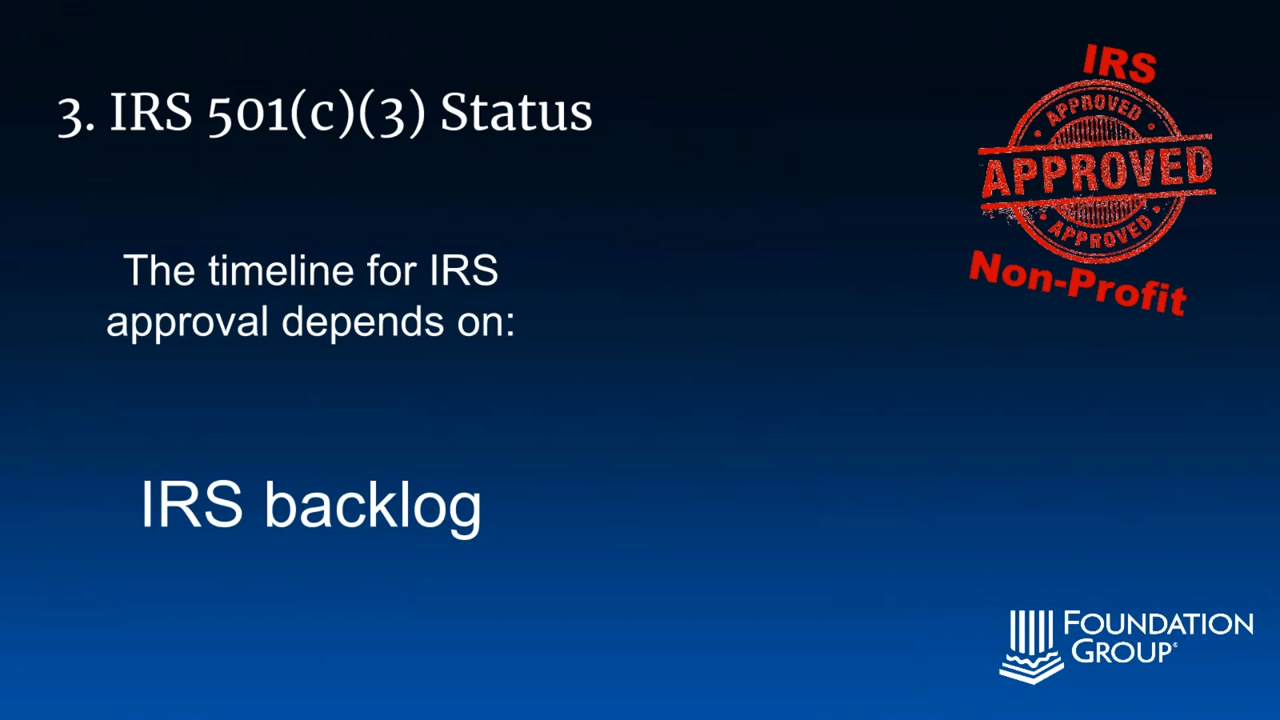 3. IRS 501(c)(3) Status
IRS
APPROVED
APPROVED
APPROVED
Non-Profit
The timeline for IRS
approval depends on:
IRS backlog
FOUNDATION
GROUP®